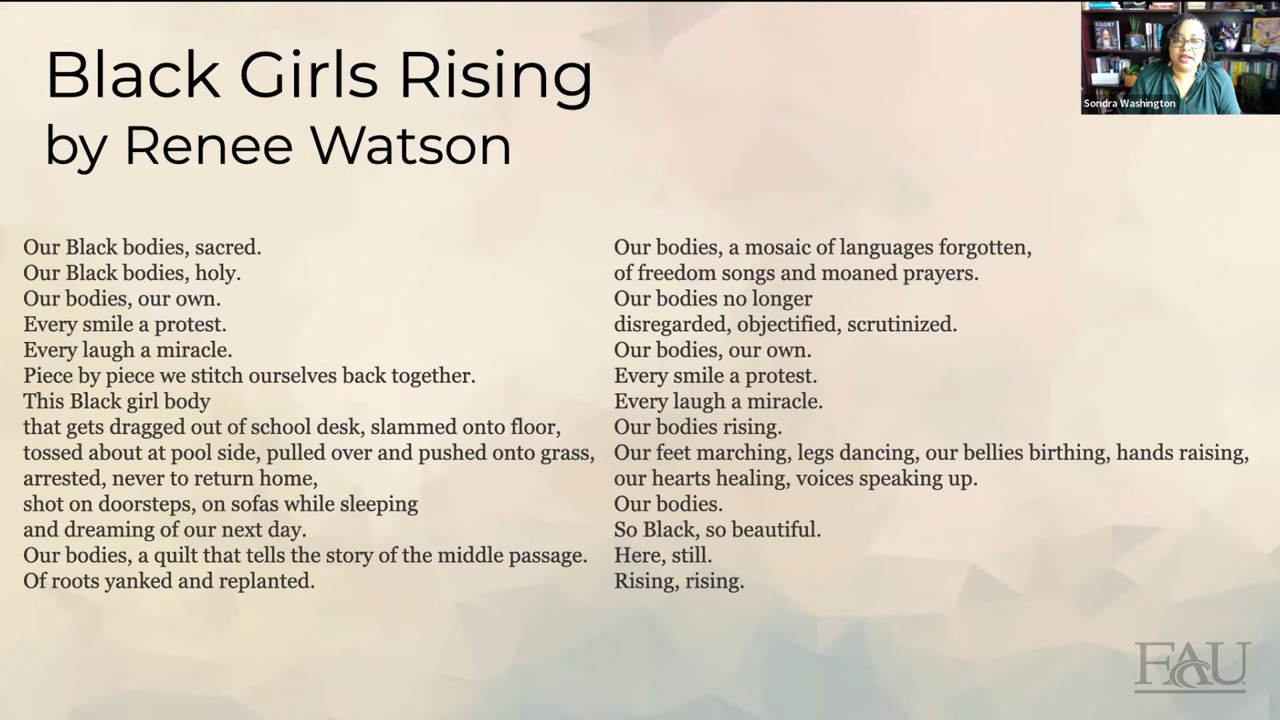 Black Girls Rising
by Renee Watson
Our Black bodies, sacred.
Our Black bodies, holy.
Our bodies, our own.
Every smile a protest.
Every laugh a miracle.
Piece by piece we stitch ourselves back together.
This Black girl body
that gets dragged out of school desk, slammed onto floor,
tossed about at pool side, pulled over and pushed onto grass,
arrested, never to return home,
shot on doorsteps, on sofas while sleeping
and dreaming of our next day.
Our bodies, a quilt that tells the story of the middle passage.
Of roots yanked and replanted.
Our bodies, a mosaic of languages forgotten,
of freedom songs and moaned prayers.
Our bodies no longer
disregarded, objectified, scrutinized.
Our bodies, our own.
Every smile a protest.
Every laugh a miracle.
Our bodies rising.
Our feet marching, legs dancing, our bellies birthing, hands raising,
our hearts healing, voices speaking up.
Our bodies.
So Black, so beautiful.
Here, still.
Rising, rising.
GLORY
Sondra Washington
FAU